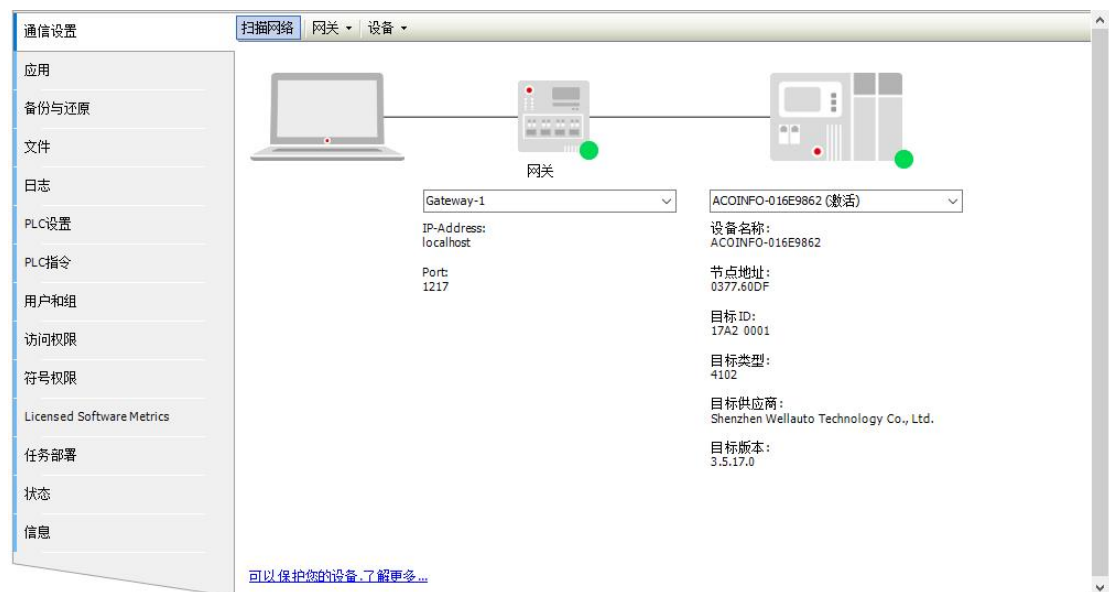 通信设置
扫描网络 网关 设备
应用
备份与还原
文件
日志
PLC设置
PLC指令
用户和组
访问权限
符号权限
Licensed Software Metrics
任务部署
状态
信息
网关
Gateway-1
IP-Address:
localhost
Port:
1217
ACOINFO-016E9862 (激活)
设备名称:
ACOINFO-016E9862
节点地址:
0377.60DF
目标ID:
17A2 0001
目标类型:
4102
目标供应商:
Shenzhen Wellauto Technology Co., Ltd.
目标版本:
3.5.17.0
可以保护您的设备.了解更多...